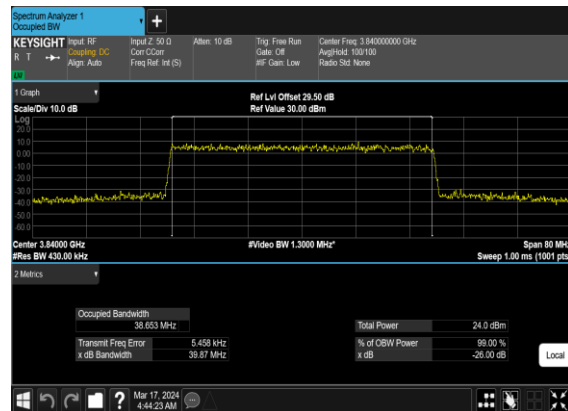 Spectrum Analyzer 1
Occupied BW
+
KEYSIGHT
R T
LW
Input: RF
Coupling: DC
Align: Auto
Input Z: 50 Ω
Corr CCorr
Freq Ref: Int (S)
Atten: 10 dB
Trig: Free Run
Gate: Off
#IF Gain: Low
Center Freq: 3.840000000 GHz
Avg|Hold: 100/100
Radio Std: None
1 Graph
Scale/Div 10.0 dB
Ref Lvl Offset 29.50 dB
Ref Value 30.00 dBm
Log
20.0
10.0
0.00
-10.0
-20.0
-30.0
-40.0
-50.0
-60.0
Center 3.84000 GHz
#Res BW 430.00 kHz
#Video BW 1.3000 MHz*
Span 80 MHz
Sweep 1.00 ms (1001 pts)
2 Metrics
Occupied Bandwidth
38.653 MHz
Transmit Freq Error 5.458 kHz
x dB Bandwidth 39.87 MHz
Total Power 24.0 dBm
% of OBW Power 99.00 %
x dB -26.00 dB
Local
?
Mar 17, 2024
4:44:23 AM